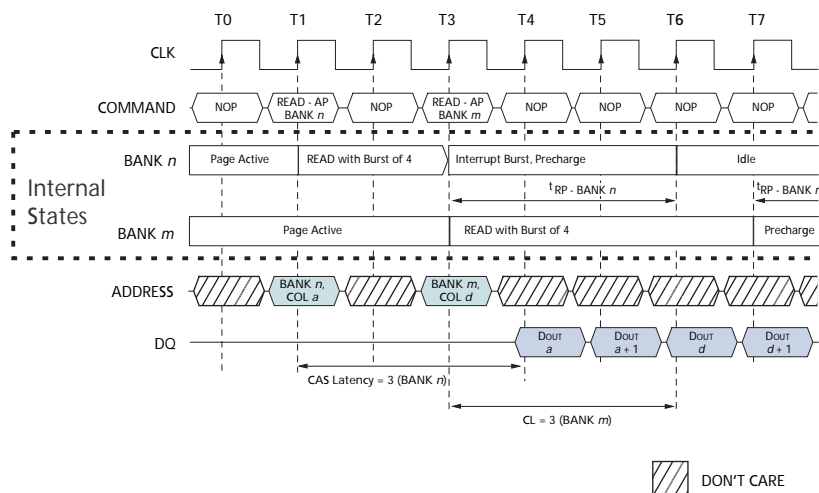 T0 T1 T2 T3 T4 T5 T6 T7
CLK
COMMAND NOP READ - AP BANK n NOP READ - AP BANK m NOP NOP NOP NOP
BANK n Page Active READ with Burst of 4 Interrupt Burst, Precharge Idle
Internal States
tRP - BANK n tRP - BANK
BANK m Page Active READ with Burst of 4 Precharge
ADDRESS BANK n, COL a BANK m, COL d
DQ DOUT a DOUT a + 1 DOUT d DOUT d + 1
CAS Latency = 3 (BANK n)
CL = 3 (BANK m)
DON'T CARE